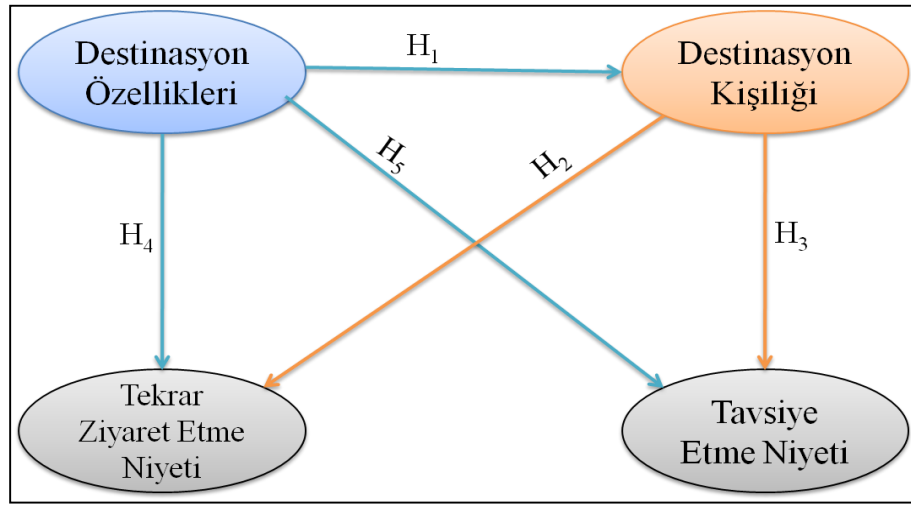 Destinasyon
Özellikleri
H₁
Destinasyon
Kişiliği
H₅
H₂
H₄
H₃
Tekrar
Ziyaret Etme
Niyeti
Tavsiye
Etme Niyeti